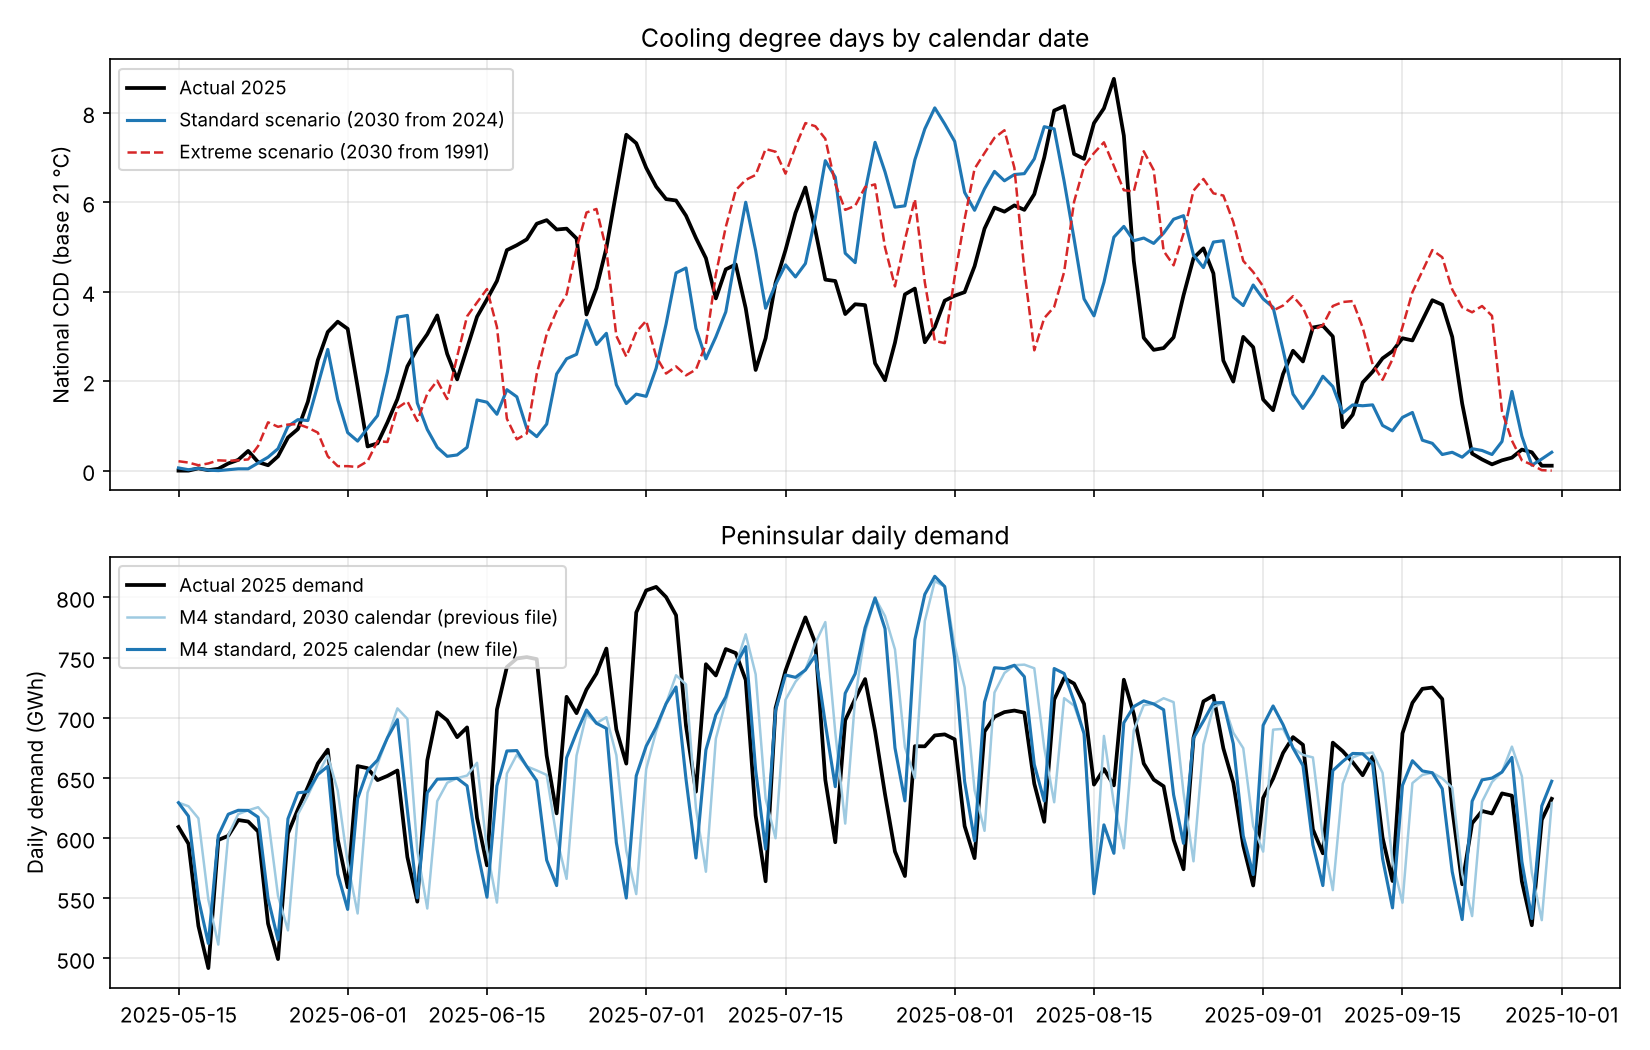 Cooling degree days by calendar date
National CDD (base 21 °C)
8
6
4
2
0
Actual 2025
Standard scenario (2030 from 2024)
Extreme scenario (2030 from 1991)
Peninsular daily demand
Daily demand (GWh)
800
750
700
650
600
550
500
Actual 2025 demand
M4 standard, 2030 calendar (previous file)
M4 standard, 2025 calendar (new file)
2025-05-15 2025-06-01 2025-06-15 2025-07-01 2025-07-15 2025-08-01 2025-08-15 2025-09-01 2025-09-15 2025-10-01